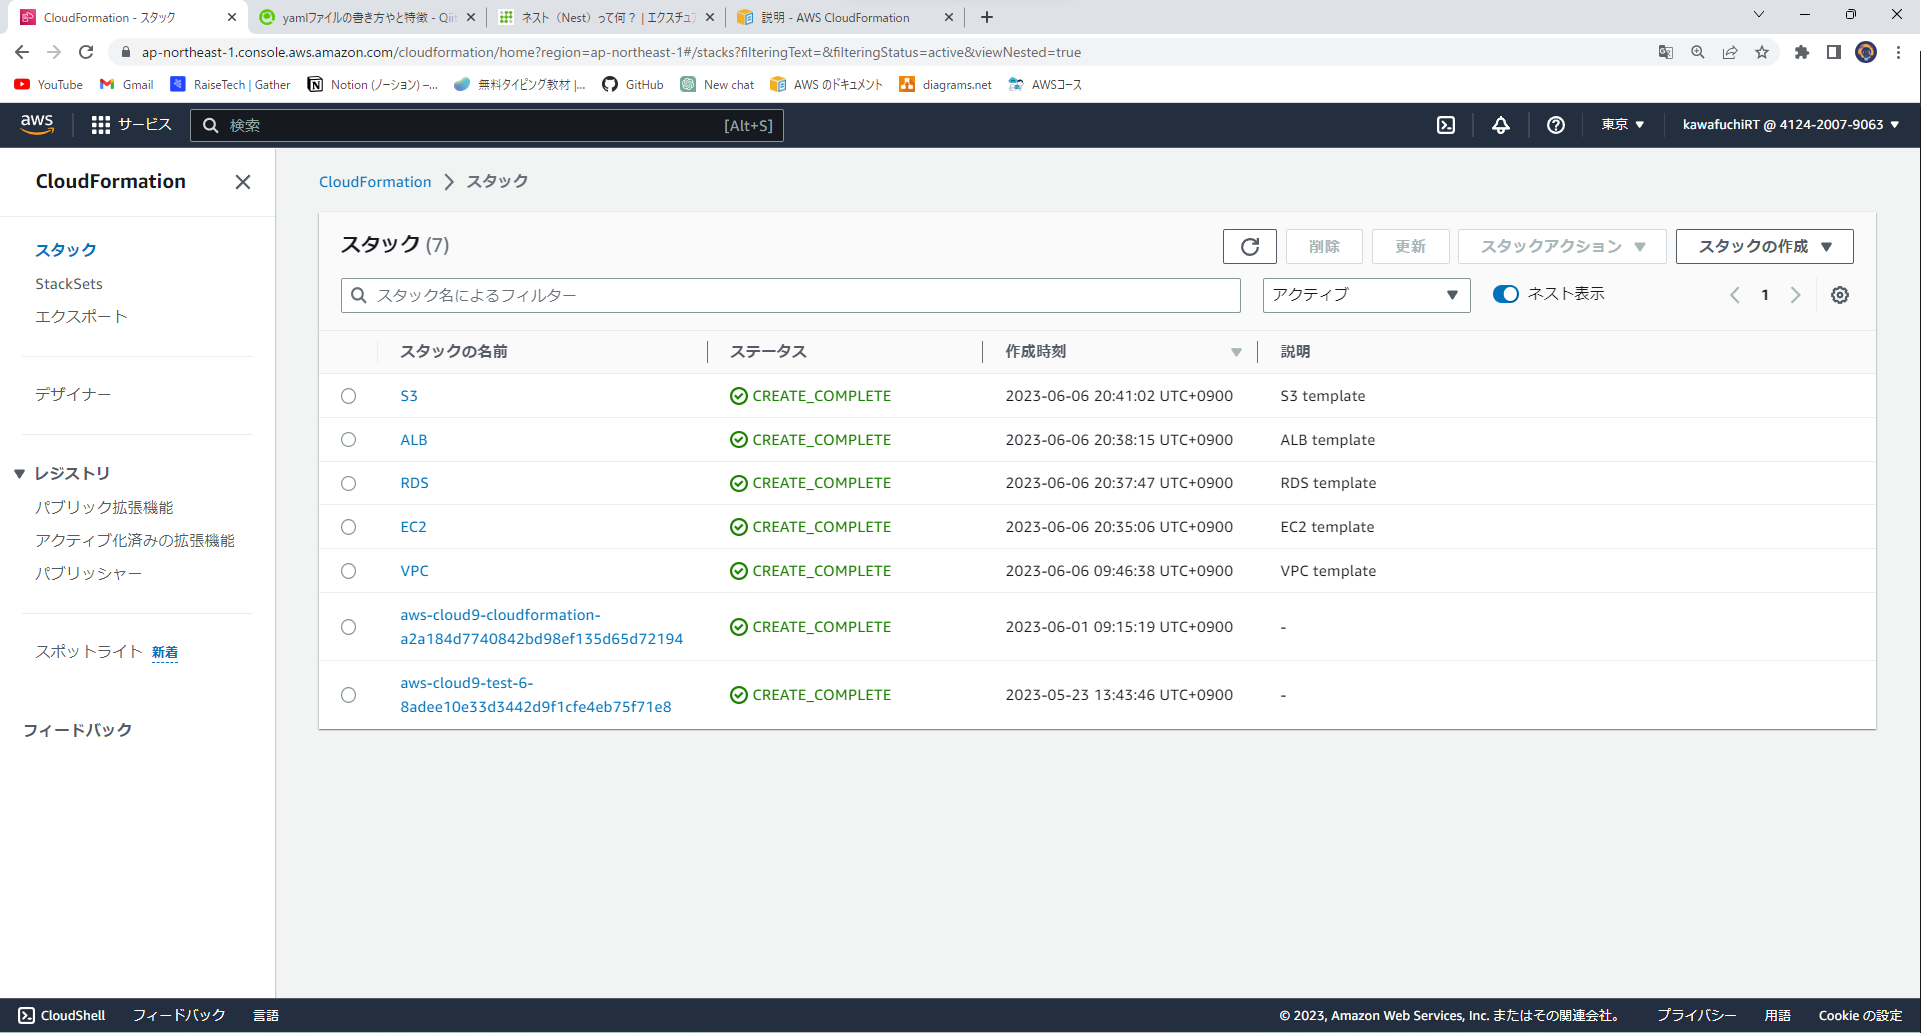 CloudFormation - スタック
yamlファイルの書き方やと特徴 - Qiit
ネスト（Nest）って何？ | エクスチュア
説明 - AWS CloudFormation
ap-northeast-1.console.aws.amazon.com/cloudformation/home?region=ap-northeast-1#/stacks?filteringText=&filteringStatus=active&viewNested=true
YouTube Gmail RaiseTech | Gather Notion (ノーション) –... 無料タイピング教材 |... GitHub New chat AWS のドキュメント diagrams.net AWSコース
aws サービス 検索 [Alt+S] 東京 kawafuchiRT @ 4124-2007-9063
CloudFormation
スタック
StackSets
エクスポート
デザイナー
レジストリ
パブリック拡張機能
アクティブ化済みの拡張機能
パブリッシャー
スポットライト 新着
フィードバック
CloudFormation スタック
スタック (7)
削除 更新 スタックアクション スタックの作成
スタック名によるフィルター アクティブ ネスト表示 1
スタックの名前 ステータス 作成時刻 説明
S3 CREATE_COMPLETE 2023-06-06 20:41:02 UTC+0900 S3 template
ALB CREATE_COMPLETE 2023-06-06 20:38:15 UTC+0900 ALB template
RDS CREATE_COMPLETE 2023-06-06 20:37:47 UTC+0900 RDS template
EC2 CREATE_COMPLETE 2023-06-06 20:35:06 UTC+0900 EC2 template
VPC CREATE_COMPLETE 2023-06-06 09:46:38 UTC+0900 VPC template
aws-cloud9-cloudformation-
a2a184d7740842bd98ef135d65d72194 CREATE_COMPLETE 2023-06-01 09:15:19 UTC+0900 -
aws-cloud9-test-6-
8adee10e33d3442d9f1cfe4eb75f71e8 CREATE_COMPLETE 2023-05-23 13:43:46 UTC+0900 -
CloudShell フィードバック 言語 © 2023, Amazon Web Services, Inc. またはその関連会社。 プライバシー 用語 Cookie の設定